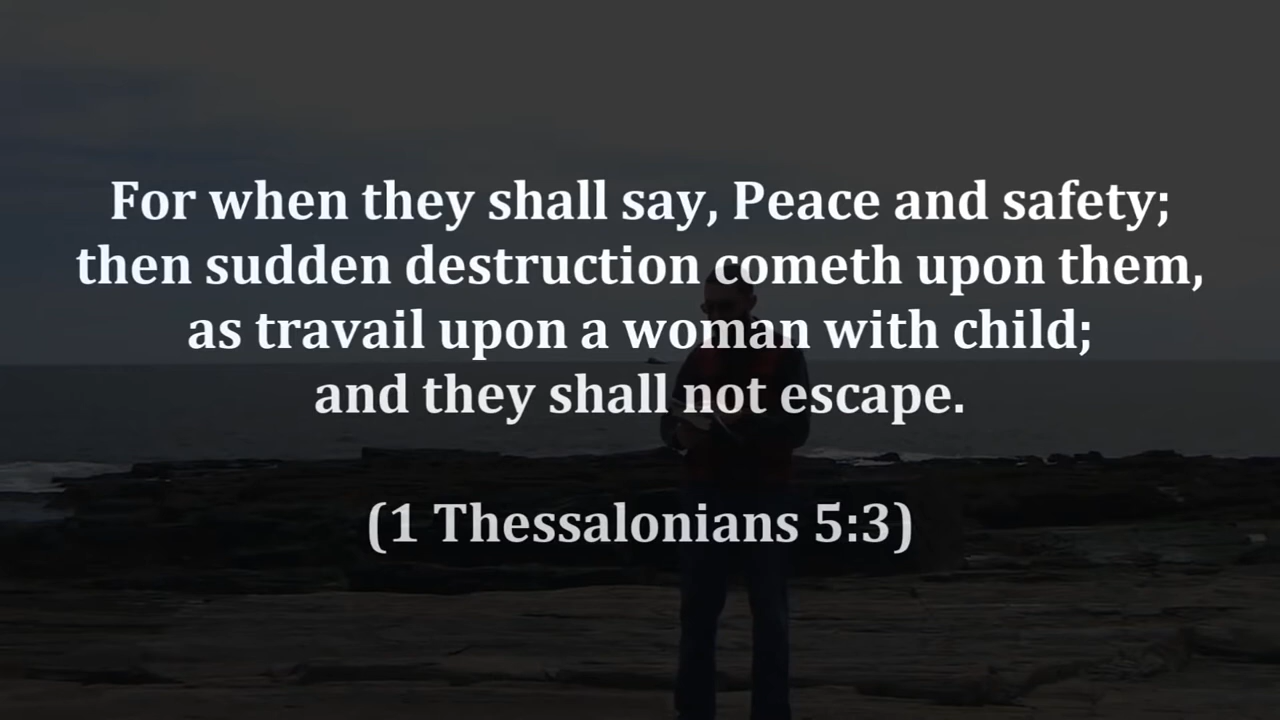 For when they shall say, Peace and safety;
then sudden destruction cometh upon them,
as travail upon a woman with child;
and they shall not escape.
(1 Thessalonians 5:3)